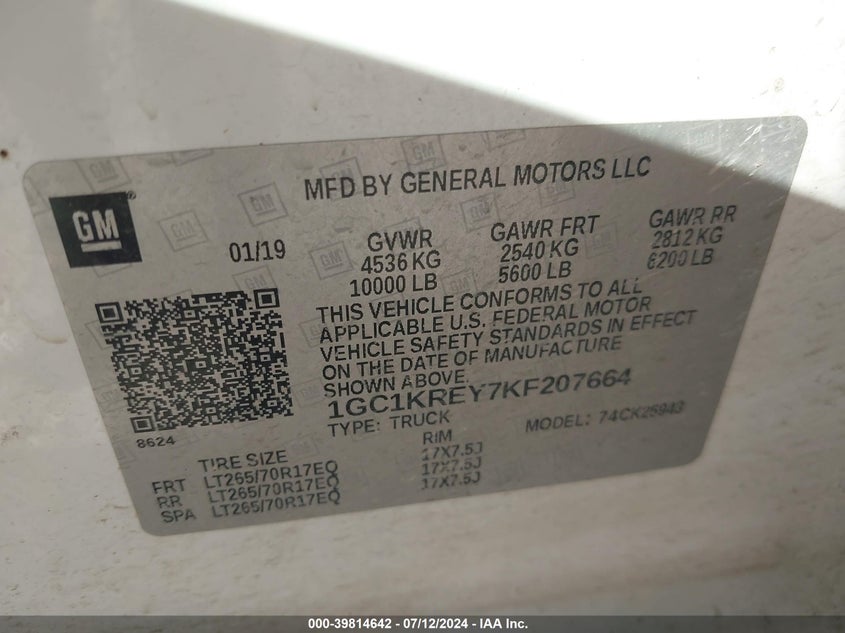 MFD BY GENERAL MOTORS LLC
GM
01/19
GVWR
4536 KG
10000 LB
GAWR FRT
2540 KG
5600 LB
GAWR RR
2812 KG
6200 LB
THIS VEHICLE CONFORMS TO ALL
APPLICABLE U.S. FEDERAL MOTOR
VEHICLE SAFETY STANDARDS IN EFFECT
ON THE DATE OF MANUFACTURE
SHOWN ABOVE.
1GC1KREY7KF207664
TYPE: TRUCK
MODEL: 74CK25943
8624
TIRE SIZE
RIM
FRT LT265/70R17EQ 17X7.5J
RR LT265/70R17EQ 17X7.5J
SPA LT265/70R17EQ 17X7.5J
000-39814642 - 07/12/2024 - IAA Inc.